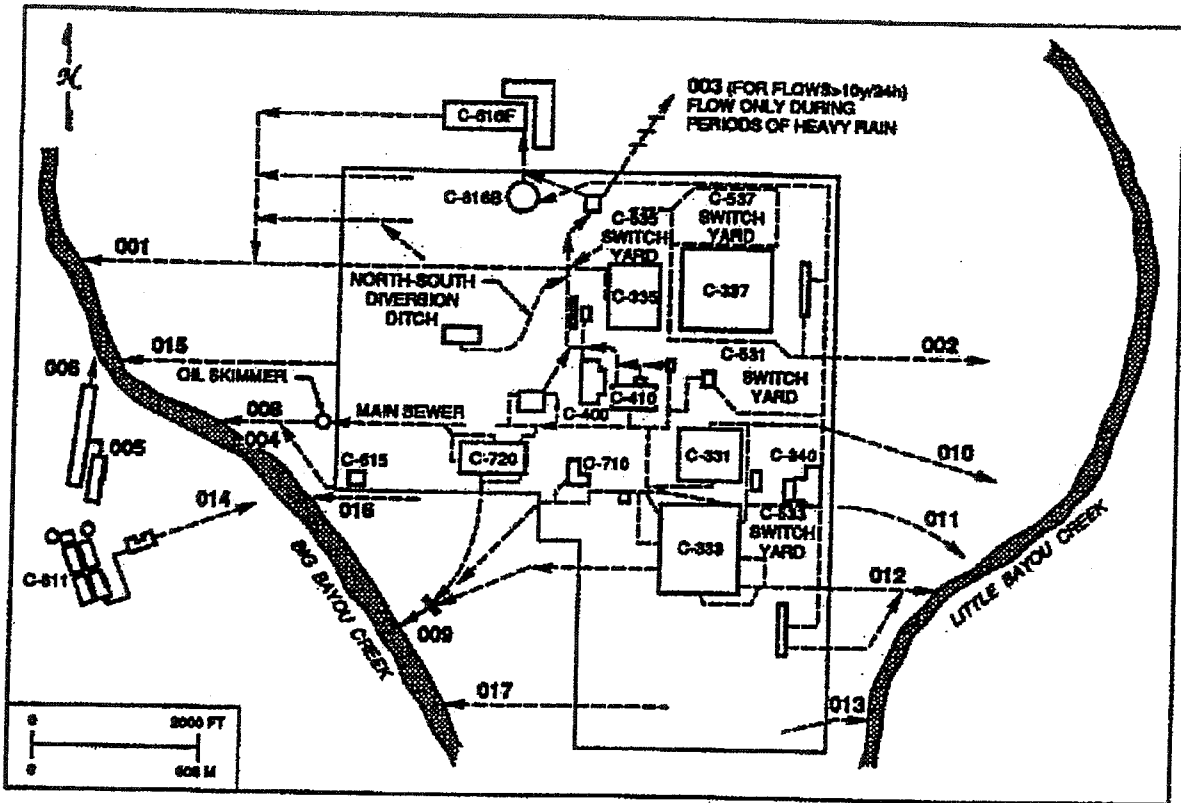 N
003 (FOR FLOWS>10y/24h)
FLOW ONLY DURING
PERIODS OF HEAVY RAIN
C-616F
C-616B
C-535
SWITCH
YARD
C-537
SWITCH
YARD
001
NORTH-SOUTH
DIVERSION
DITCH
C-335
C-337
015
OIL SKIMMER
006
002
C-531
SWITCH
YARD
C-410
C-400
008
MAIN SEWER
004
005
C-720
C-710
C-331
C-340
010
C-615
014
016
C-533
SWITCH
YARD
011
C-333
C-611
BIG BAYOU CREEK
LITTLE BAYOU CREEK
012
009
017
013
0
2000 FT
0
M